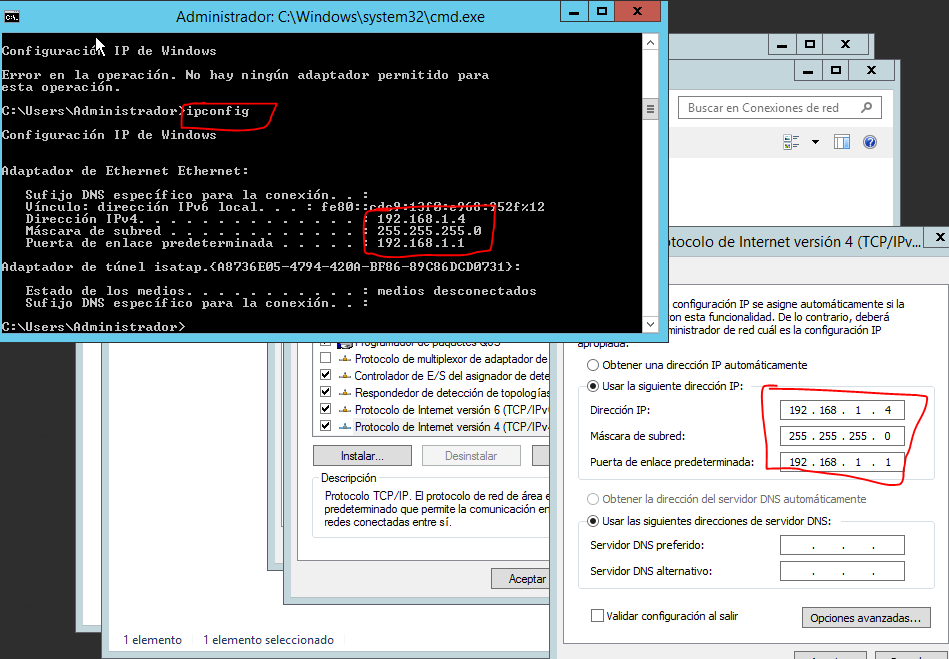 Administrador: C:\Windows\system32\cmd.exe
Configuración IP de Windows
Error en la operación. No hay ningún adaptador permitido para
esta operación.
C:\Users\Administrador>ipconfig
Configuración IP de Windows
Adaptador de Ethernet Ethernet:
Sufijo DNS específico para la conexión. . :
Vínculo: dirección IPv6 local. . . : fe80::cdc9:13f0:e968:952f%12
Dirección IPv4. . . . . . . . . . . . . . : 192.168.1.4
Máscara de subred . . . . . . . . . . . . : 255.255.255.0
Puerta de enlace predeterminada . . . . . : 192.168.1.1
Adaptador de túnel isatap.{A8736E05-4794-420A-BF86-89C86DCD0731}:
Estado de los medios. . . . . . . . . . . : medios desconectados
Sufijo DNS específico para la conexión. . :
C:\Users\Administrador>
Buscar en Conexiones de red
Programador de paquetes QoS
Protocolo de multiplexor de adaptador de
Controlador de E/S del asignador de dete
Respondedor de detección de topologías
Protocolo de Internet versión 6 (TCP/IPv
Protocolo de Internet versión 4 (TCP/IPv
Instalar...
Desinstalar
Descripción
Protocolo TCP/IP. El protocolo de red de área e
predeterminado que permite la comunicación en
redes conectadas entre sí.
Aceptar
1 elemento
1 elemento seleccionado
otocolo de Internet versión 4 (TCP/IPv...
configuración IP se asigne automáticamente si la
con esta funcionalidad. De lo contrario, deberá
ministrador de red cuál es la configuración IP
apropiada.
Obtener una dirección IP automáticamente
Usar la siguiente dirección IP:
Dirección IP: 192 . 168 . 1 . 4
Máscara de subred: 255 . 255 . 255 . 0
Puerta de enlace predeterminada: 192 . 168 . 1 . 1
Obtener la dirección del servidor DNS automáticamente
Usar las siguientes direcciones de servidor DNS:
Servidor DNS preferido: . . .
Servidor DNS alternativo: . . .
Validar configuración al salir
Opciones avanzadas...